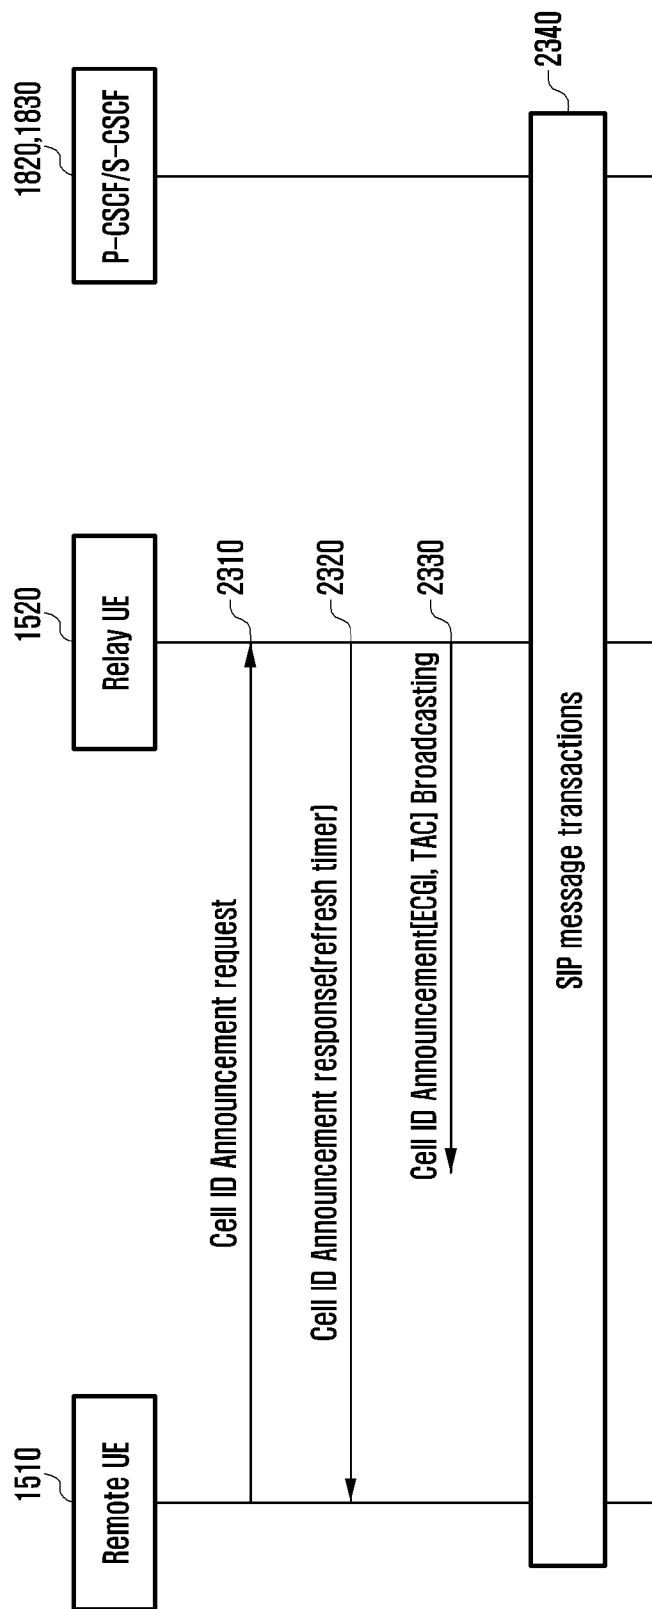 1510
Remote UE
1520
Relay UE
1820,1830
P-CSCF/S-CSCF
Cell ID Announcement request
2310
Cell ID Announcement response(refresh timer)
2320
Cell ID Announcement[ECGI, TAC] Broadcasting
2330
SIP message transactions
2340